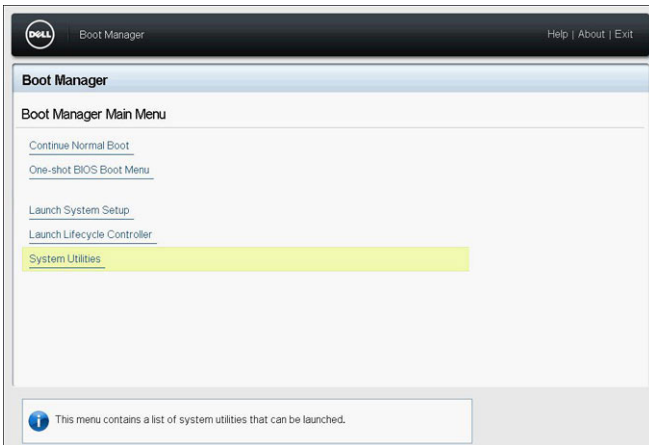 DELL
Boot Manager
Help | About | Exit
Boot Manager
Boot Manager Main Menu
Continue Normal Boot
One-shot BIOS Boot Menu
Launch System Setup
Launch Lifecycle Controller
System Utilities
This menu contains a list of system utilities that can be launched.